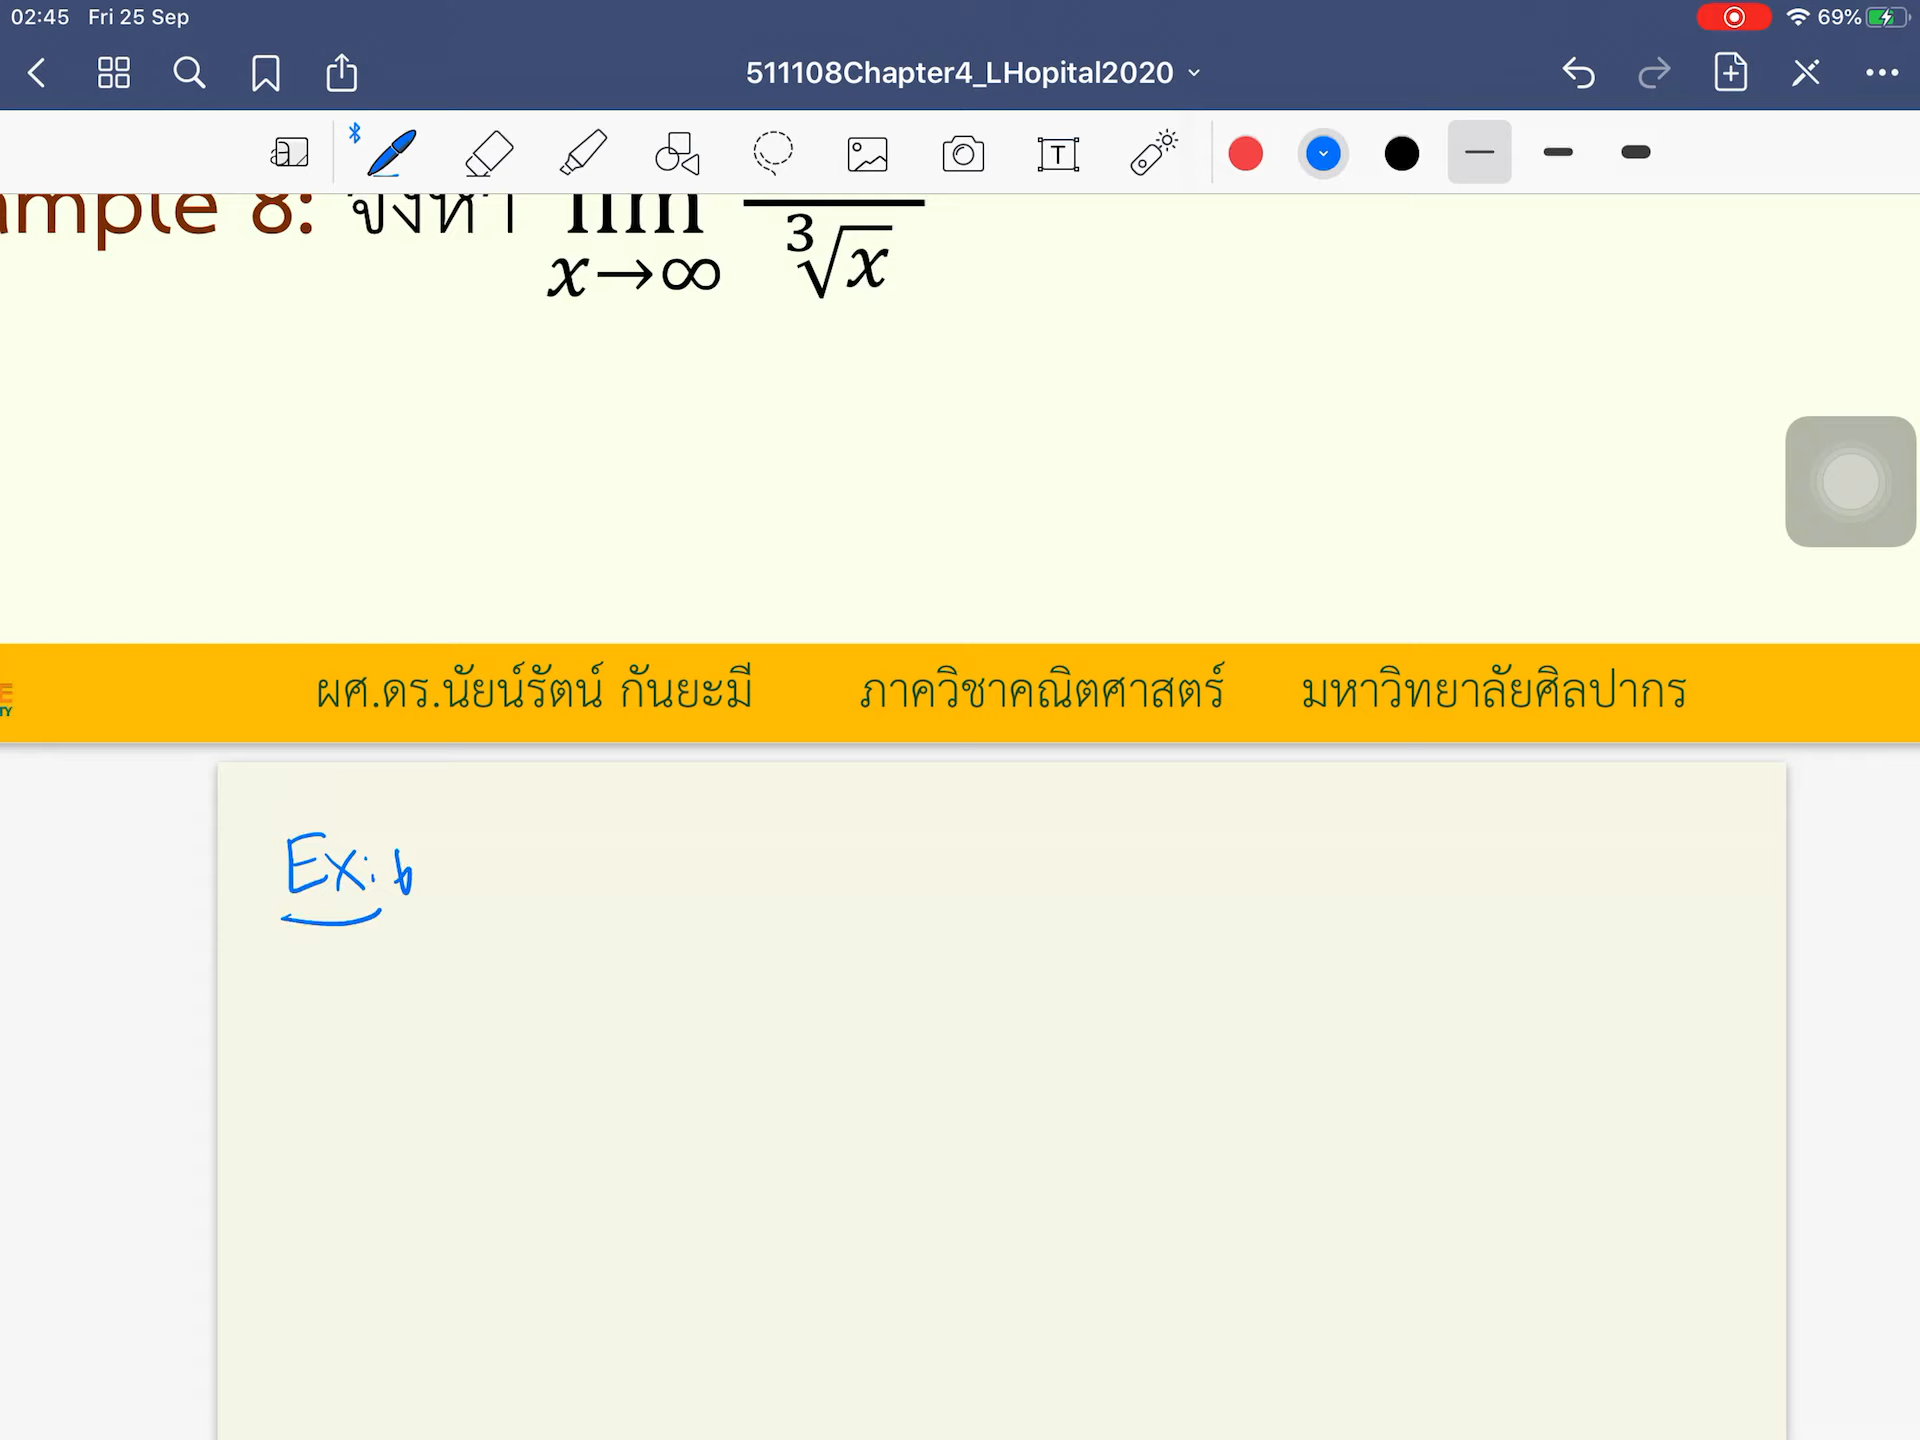 02:45 Fri 25 Sep 69%
511108Chapter4_LHopital2020
ample 8: จงหา lim
x→∞ ∛x
E
TY
ผศ.ดร.นัยน์รัตน์ กันยะมี ภาควิชาคณิตศาสตร์ มหาวิทยาลัยศิลปากร
Ex: